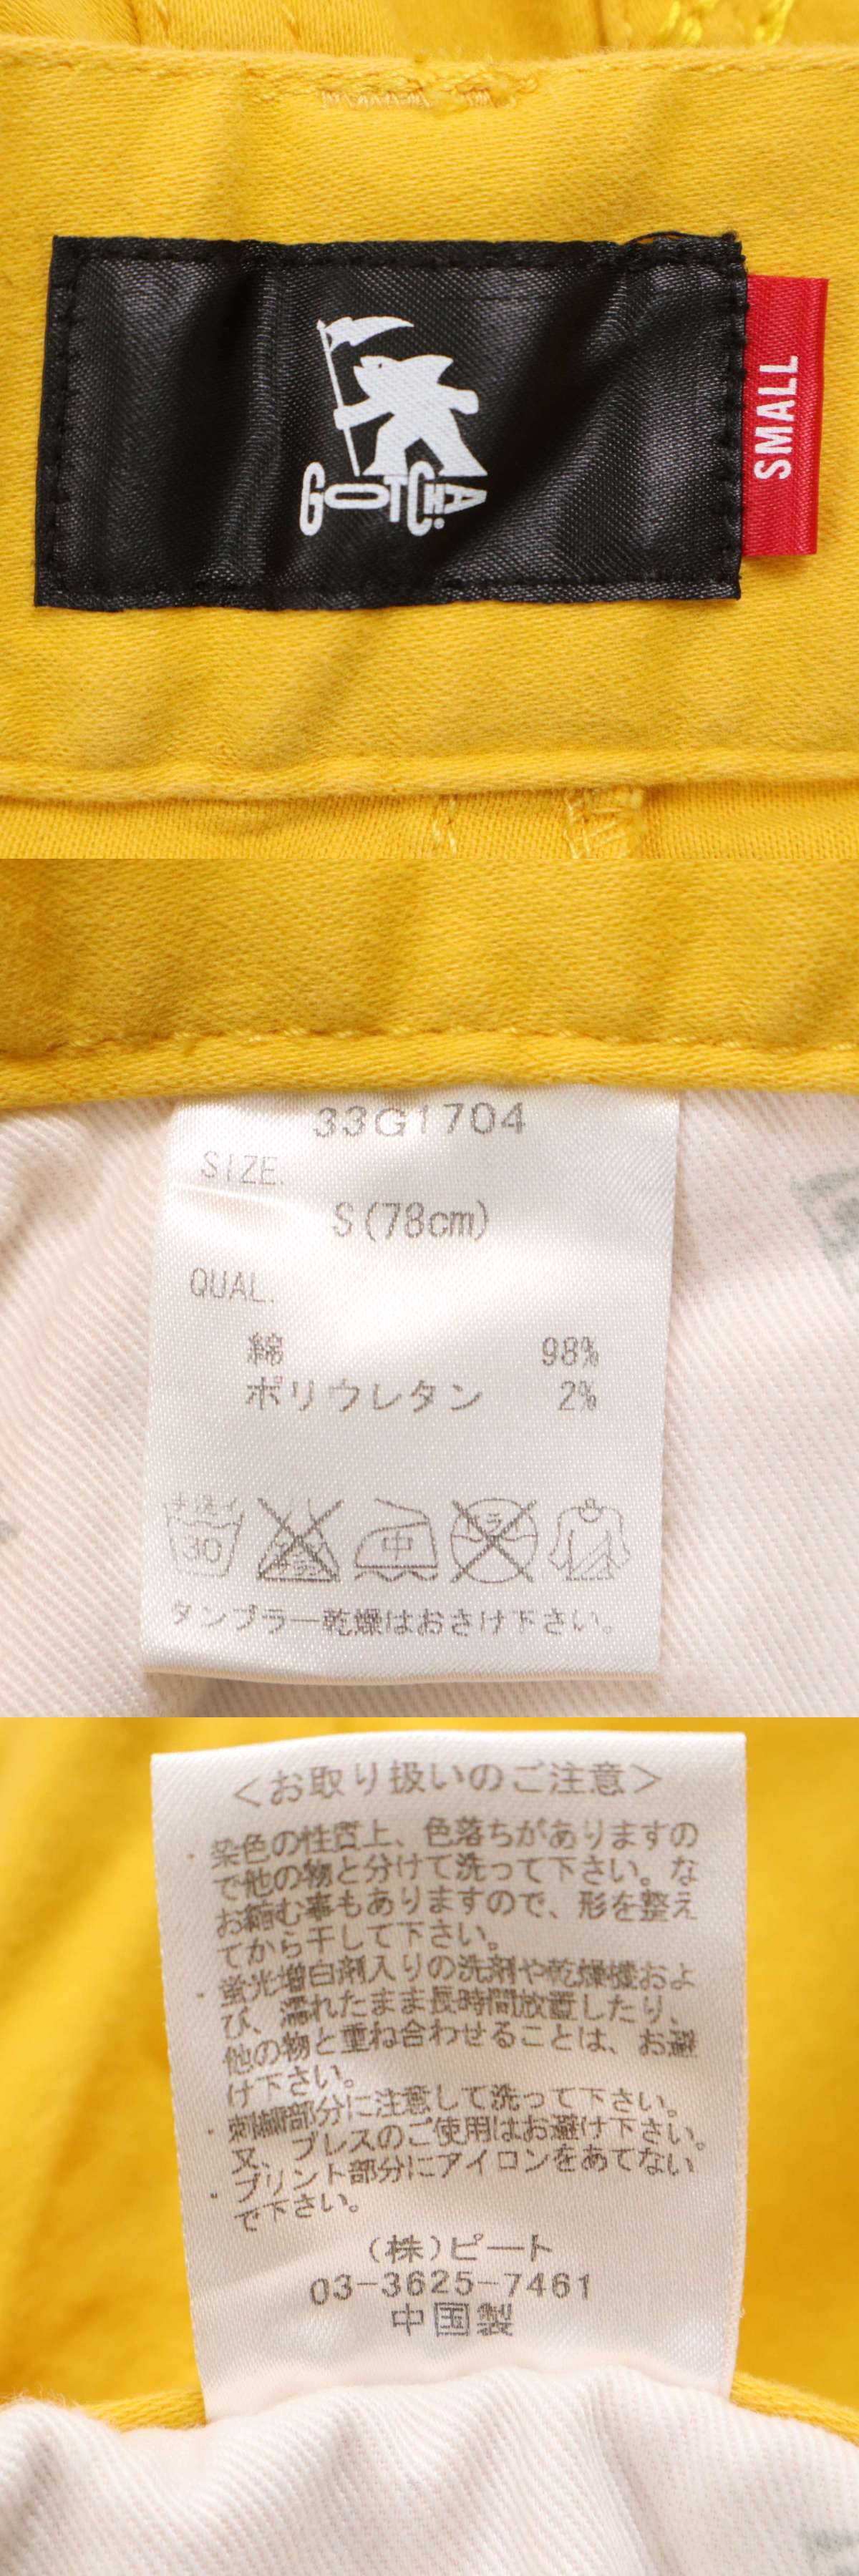 GOTCHA
SMALL
33G1704
SIZE.
S(78cm)
QUAL.
綿 98%
ポリウレタン 2%
手洗イ
30
中
タンブラー乾燥はおさけ下さい。
<お取り扱いのご注意>
・染色の性質上、色落ちがありますの
で他の物と分けて洗って下さい。な
お縮む事もありますので、形を整え
てから干して下さい。
・蛍光増白剤入りの洗剤や乾燥機およ
び、濡れたまま長時間放置したり、
他の物と重ね合わせることは、お避
け下さい。
・刺繍部分に注意して洗って下さい。
又、ブレスのご使用はお避け下さい。
・プリント部分にアイロンをあてない
で下さい。
(株)ピート
03-3625-7461
中国製